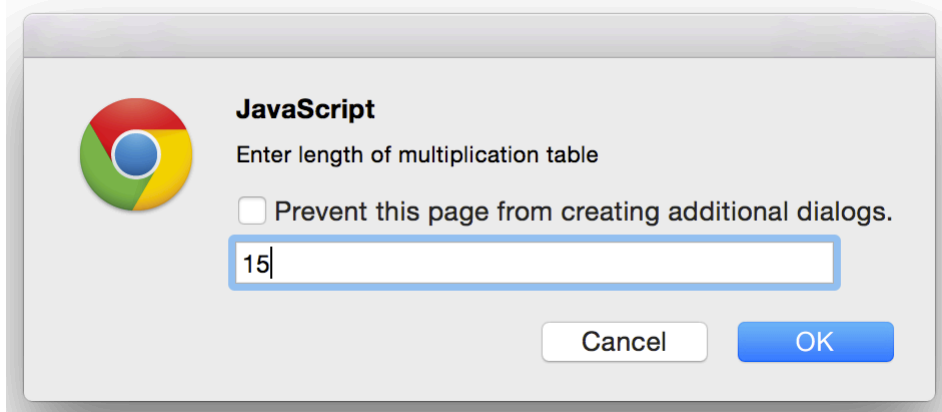 JavaScript
Enter length of multiplication table
Prevent this page from creating additional dialogs.
15
Cancel
OK